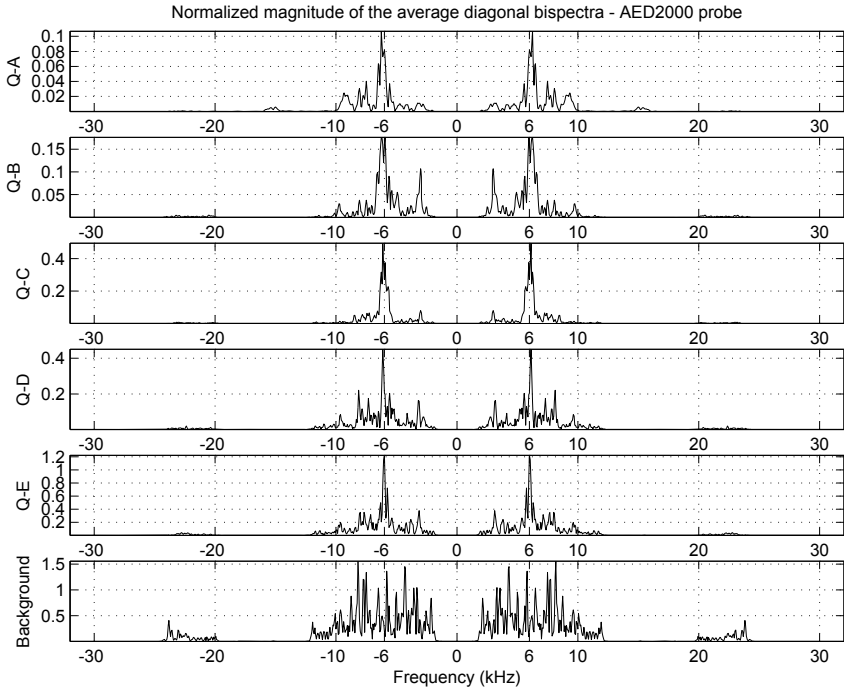 Normalized magnitude of the average diagonal bispectra - AED2000 probe
Q-A
0.1
0.08
0.06
0.04
0.02
-30 -20 -10 -6 0 6 10 20 30
Q-B
0.15
0.1
0.05
-30 -20 -10 -6 0 6 10 20 30
Q-C
0.4
0.2
-30 -20 -10 -6 0 6 10 20 30
Q-D
0.4
0.2
-30 -20 -10 -6 0 6 10 20 30
Q-E
1.2
1
0.8
0.6
0.4
0.2
-30 -20 -10 -6 0 6 10 20 30
Background
1.5
1
0.5
-30 -20 -10 -6 0 6 10 20 30
Frequency (kHz)